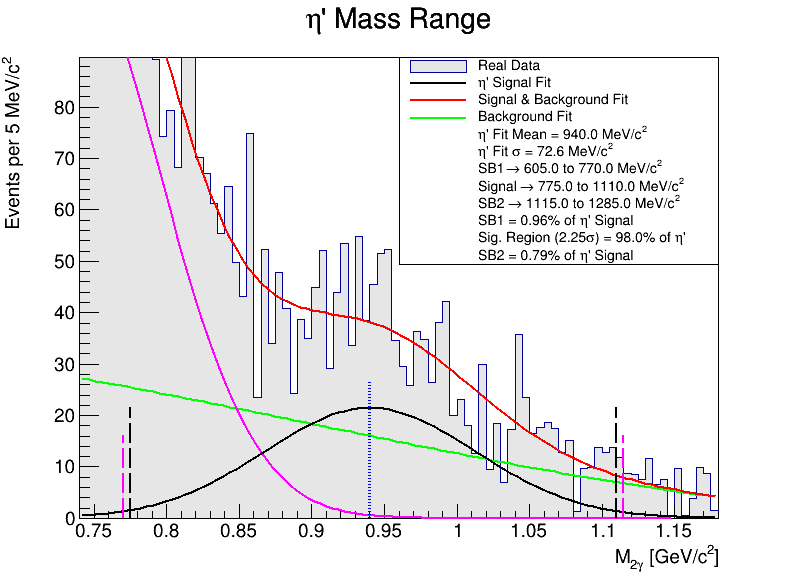 η' Mass Range
Events per 5 MeV/c²
Real Data
η' Signal Fit
Signal & Background Fit
Background Fit
η' Fit Mean = 940.0 MeV/c²
η' Fit σ = 72.6 MeV/c²
SB1 → 605.0 to 770.0 MeV/c²
Signal → 775.0 to 1110.0 MeV/c²
SB2 → 1115.0 to 1285.0 MeV/c²
SB1 = 0.96% of η' Signal
Sig. Region (2.25σ) = 98.0% of η'
SB2 = 0.79% of η' Signal
80
70
60
50
40
30
20
10
0
0.75 0.8 0.85 0.9 0.95 1 1.05 1.1 1.15
M2γ [GeV/c²]